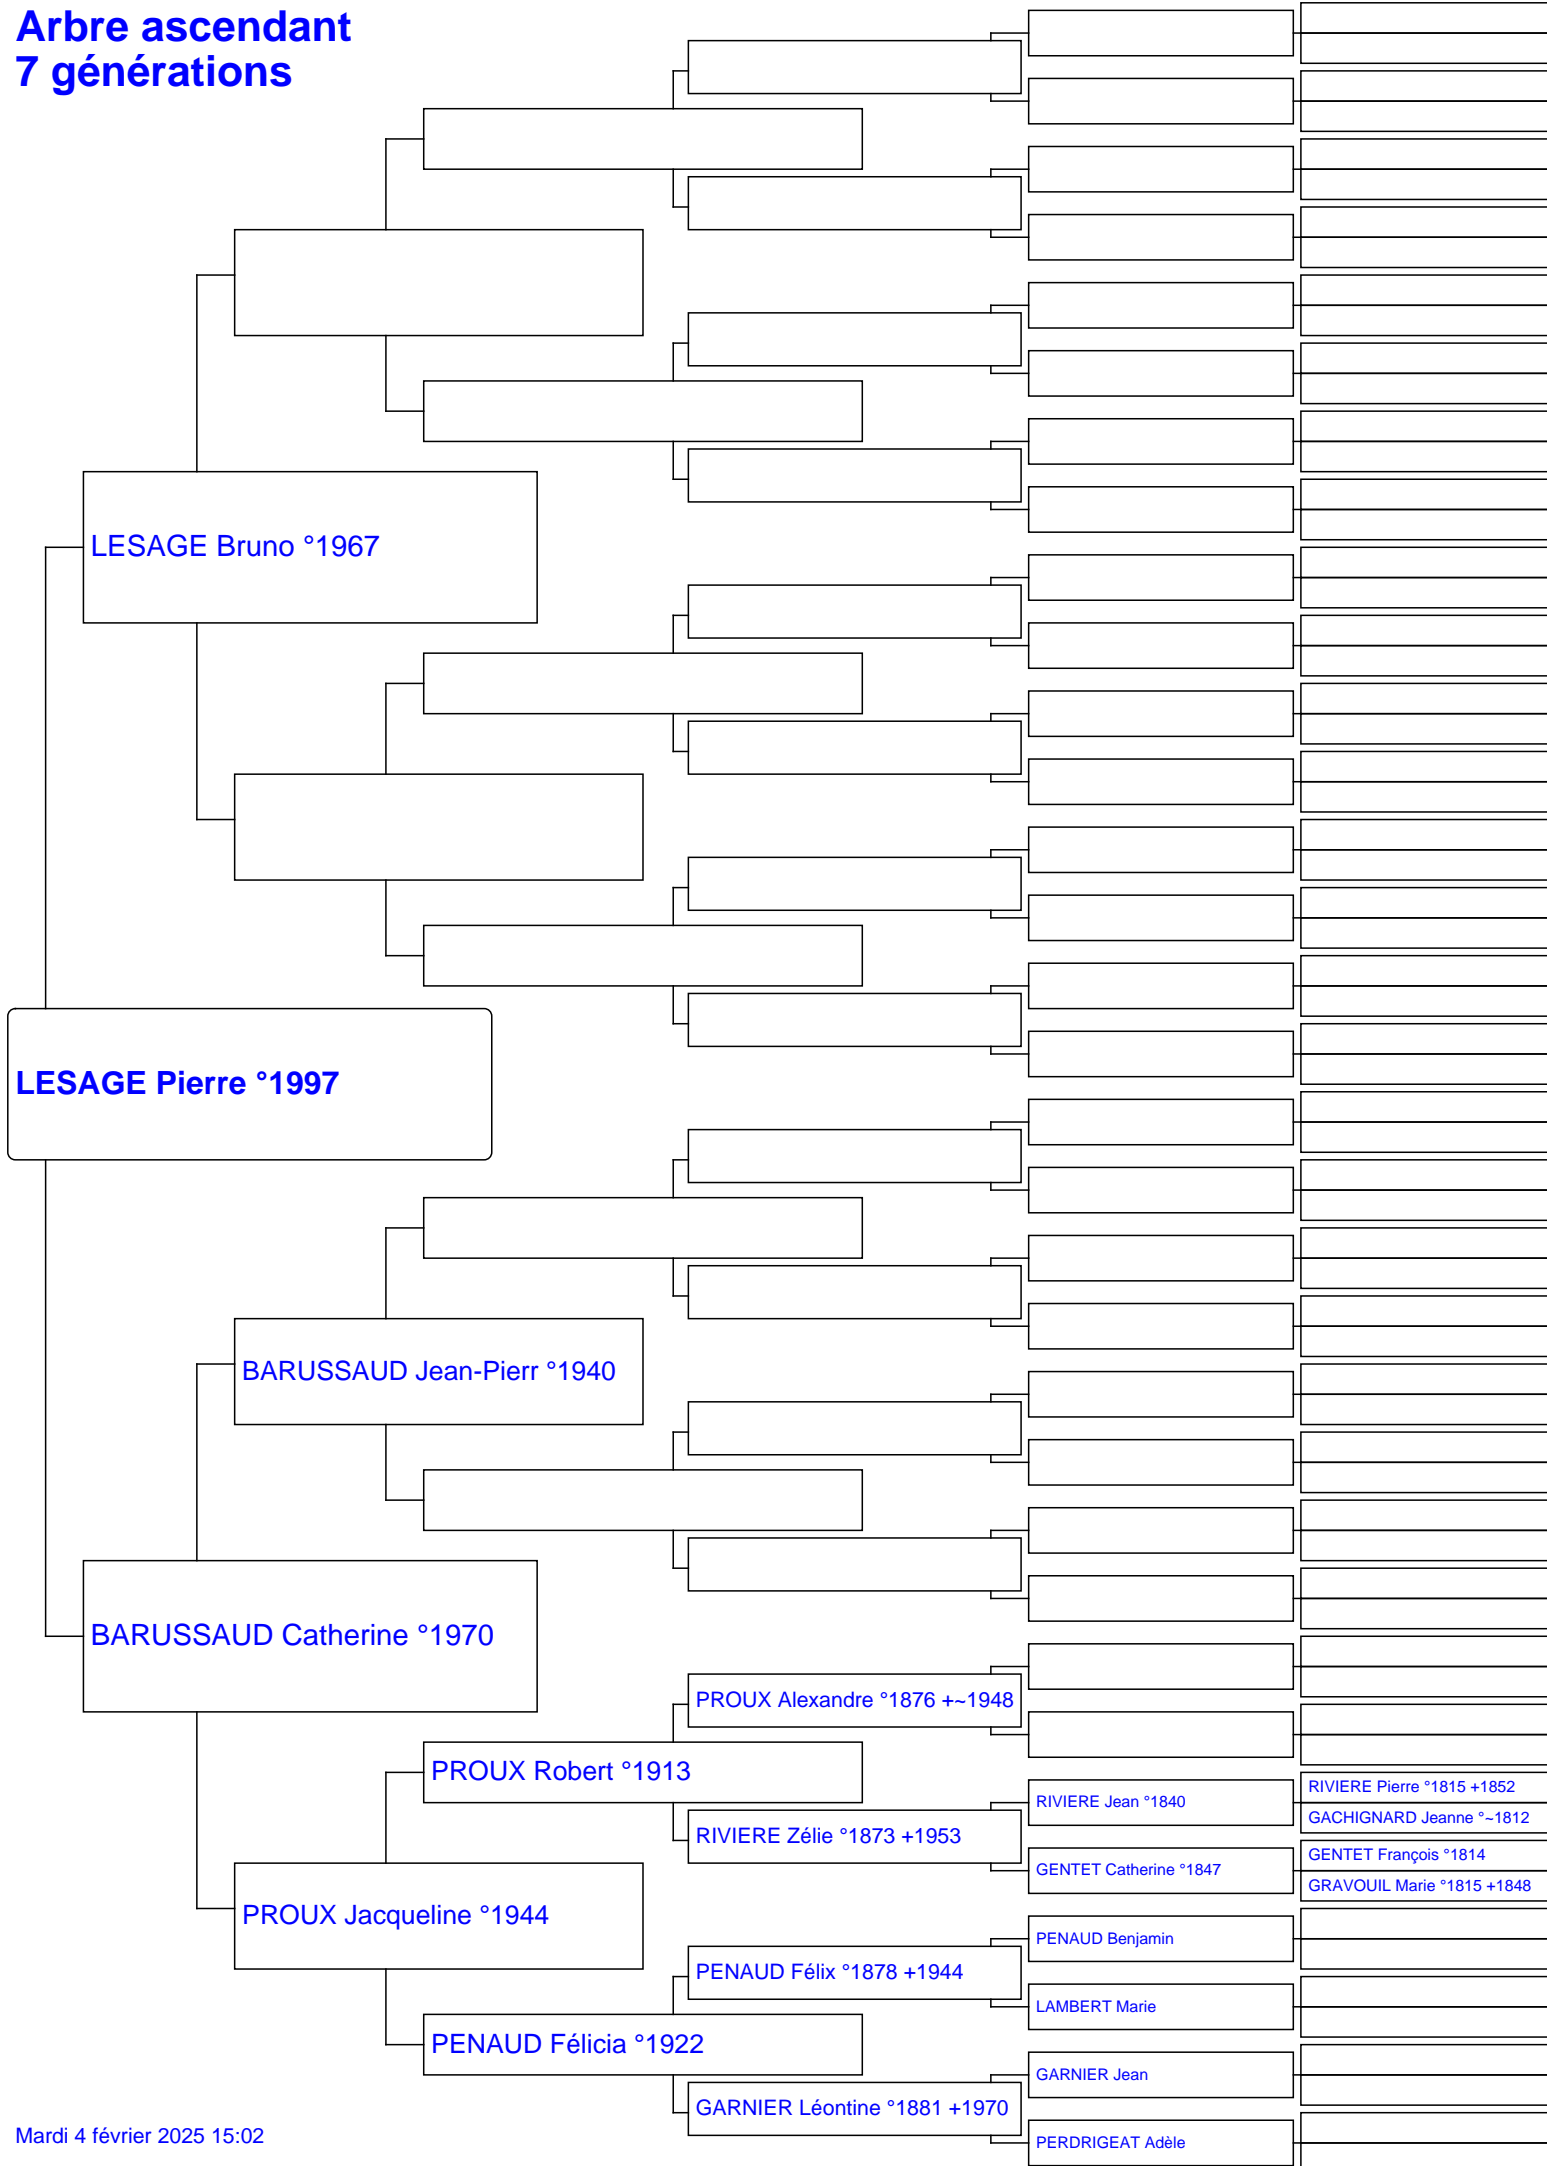 Arbre ascendant
7 générations
LESAGE Bruno °1967
LESAGE Pierre °1997
BARUSSAUD Jean-Pierr °1940
BARUSSAUD Catherine °1970
PROUX Alexandre °1876 +~1948
PROUX Robert °1913
RIVIERE Pierre °1815 +1852
RIVIERE Jean °1840
GACHIGNARD Jeanne °~1812
RIVIERE Zélie °1873 +1953
GENTET François °1814
GENTET Catherine °1847
GRAVOUIL Marie °1815 +1848
PROUX Jacqueline °1944
PENAUD Benjamin
PENAUD Félix °1878 +1944
LAMBERT Marie
PENAUD Félicia °1922
GARNIER Jean
GARNIER Léontine °1881 +1970
PERDRIGEAT Adèle
Mardi 4 février 2025 15:02